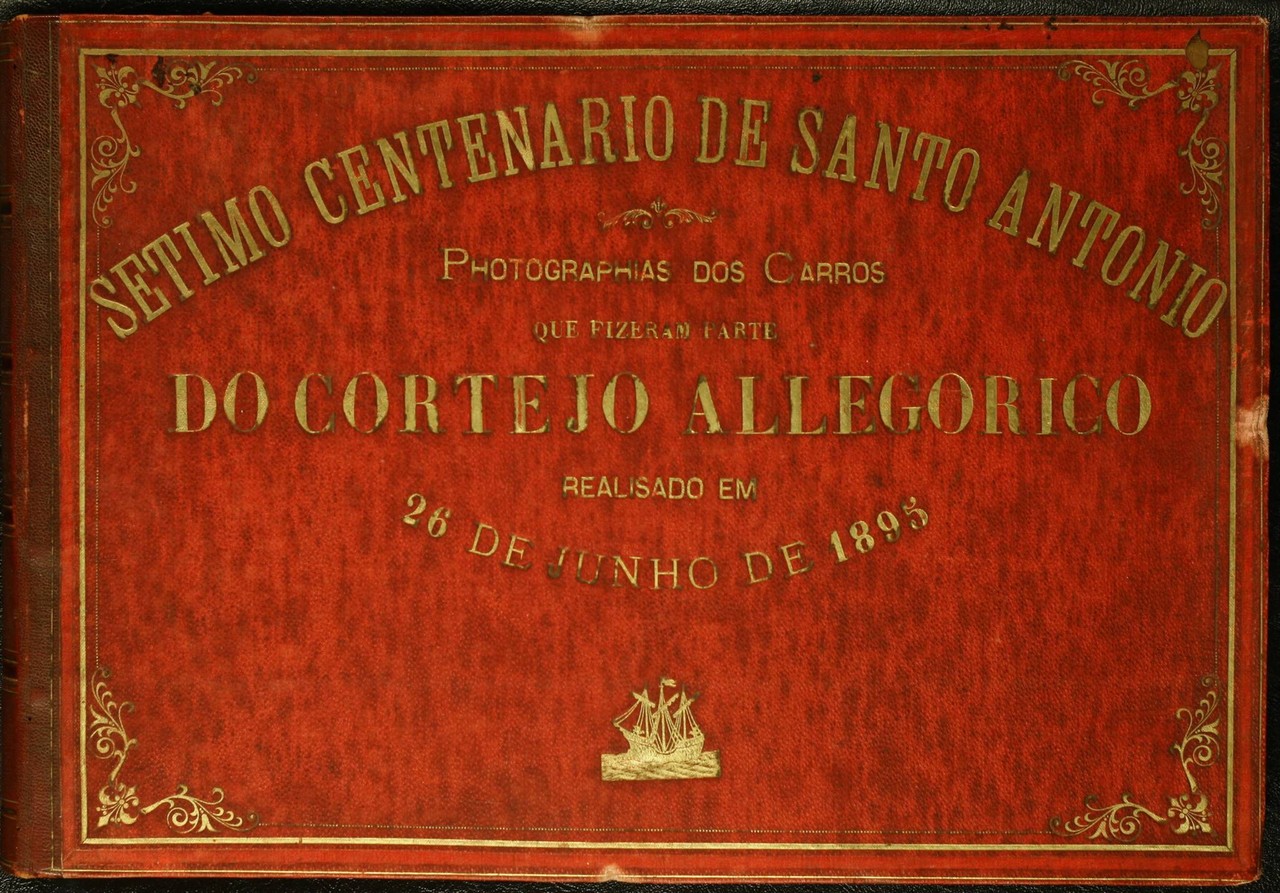 SETIMO CENTENARIO DE SANTO ANTONIO
PHOTOGRAPHIAS DOS CARROS
QUE FIZERAM PARTE
DO CORTEJO ALLEGORICO
REALISADO EM
26 DE JUNHO DE 1895